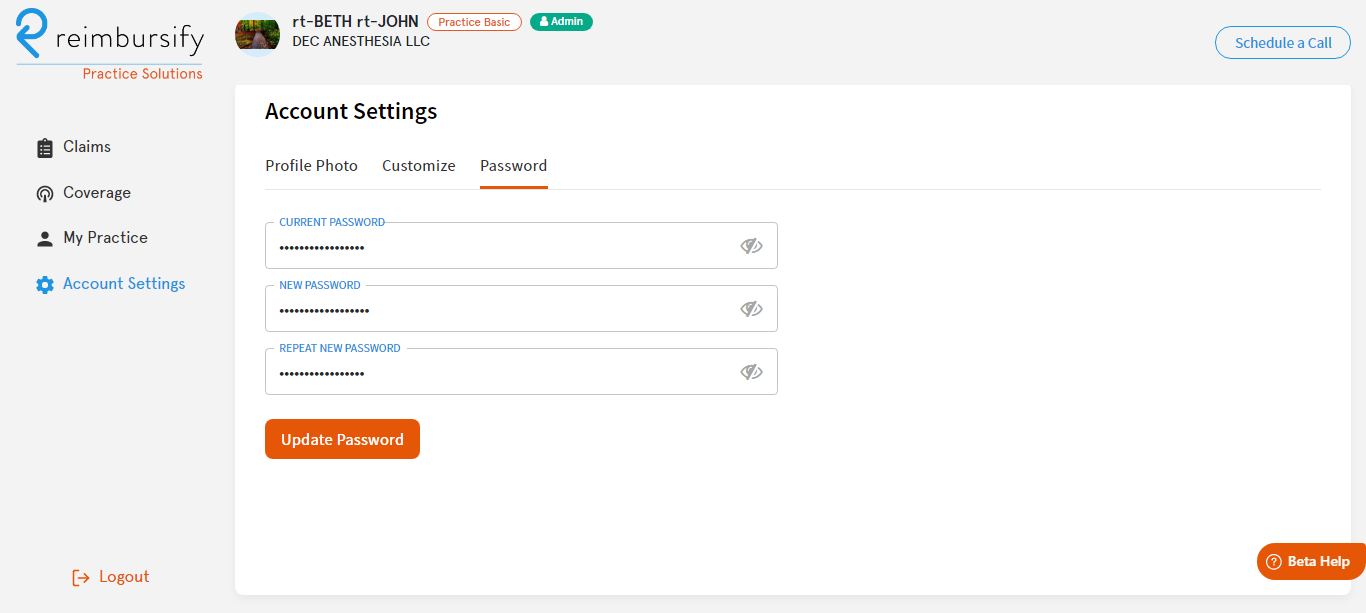 reimbursify
Practice Solutions
rt-BETH rt-JOHN Practice Basic Admin
DEC ANESTHESIA LLC
Schedule a Call
Claims
Coverage
My Practice
Account Settings
Logout
Account Settings
Profile Photo Customize Password
CURRENT PASSWORD
•••••••••••••••••
NEW PASSWORD
••••••••••••••••••
REPEAT NEW PASSWORD
•••••••••••••••••
Update Password
Beta Help